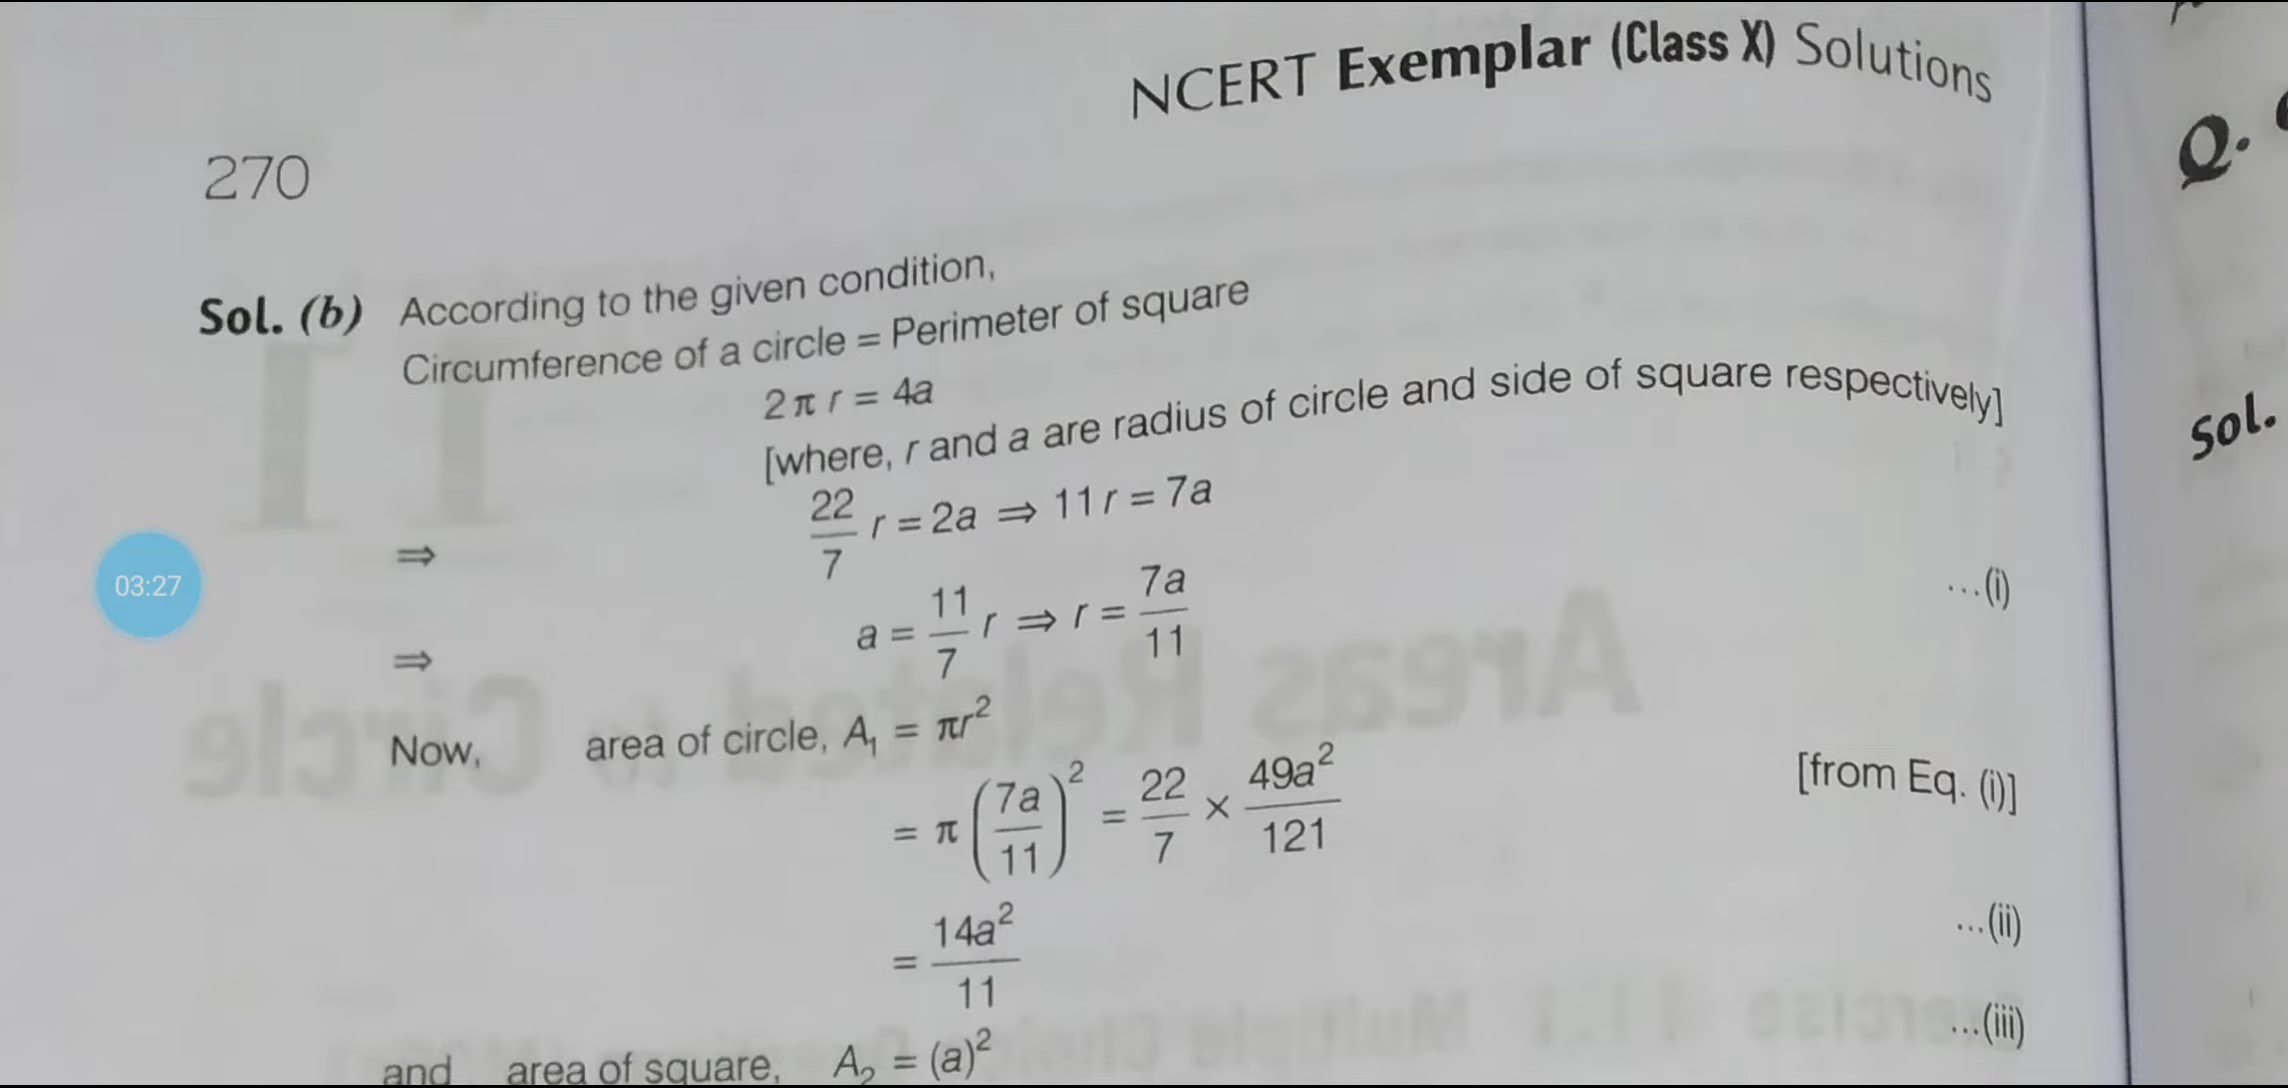 NCERT Exemplar (Class X) Solutions
270
Sol. (b) According to the given condition,
Circumference of a circle = Perimeter of square
2 π r = 4a
[where, r and a are radius of circle and side of square respectively]
⇒ 22/7 r = 2a ⇒ 11 r = 7a
⇒ a = 11/7 r ⇒ r = 7a/11 ...(i)
Now, area of circle, A₁ = πr²
= π (7a/11)² = 22/7 × 49a²/121 [from Eq. (i)]
= 14a²/11 ...(ii)
and area of square, A₂ = (a)² ...(iii)
03:27
Q.
Sol.